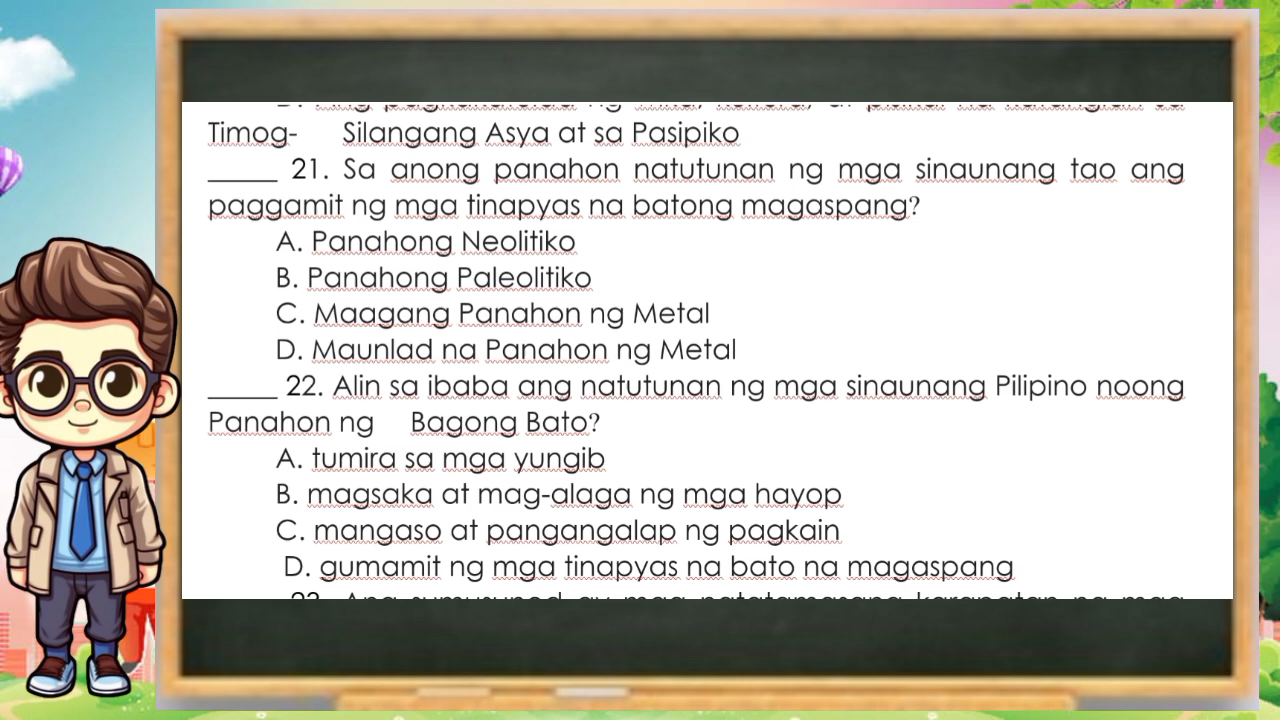 Timog- Silangang Asya at sa Pasipiko
_____ 21. Sa anong panahon natutunan ng mga sinaunang tao ang
paggamit ng mga tinapyas na batong magaspang?
A. Panahong Neolitiko
B. Panahong Paleolitiko
C. Maagang Panahon ng Metal
D. Maunlad na Panahon ng Metal
_____ 22. Alin sa ibaba ang natutunan ng mga sinaunang Pilipino noong
Panahon ng Bagong Bato?
A. tumira sa mga yungib
B. magsaka at mag-alaga ng mga hayop
C. mangaso at pangangalap ng pagkain
D. gumamit ng mga tinapyas na bato na magaspang